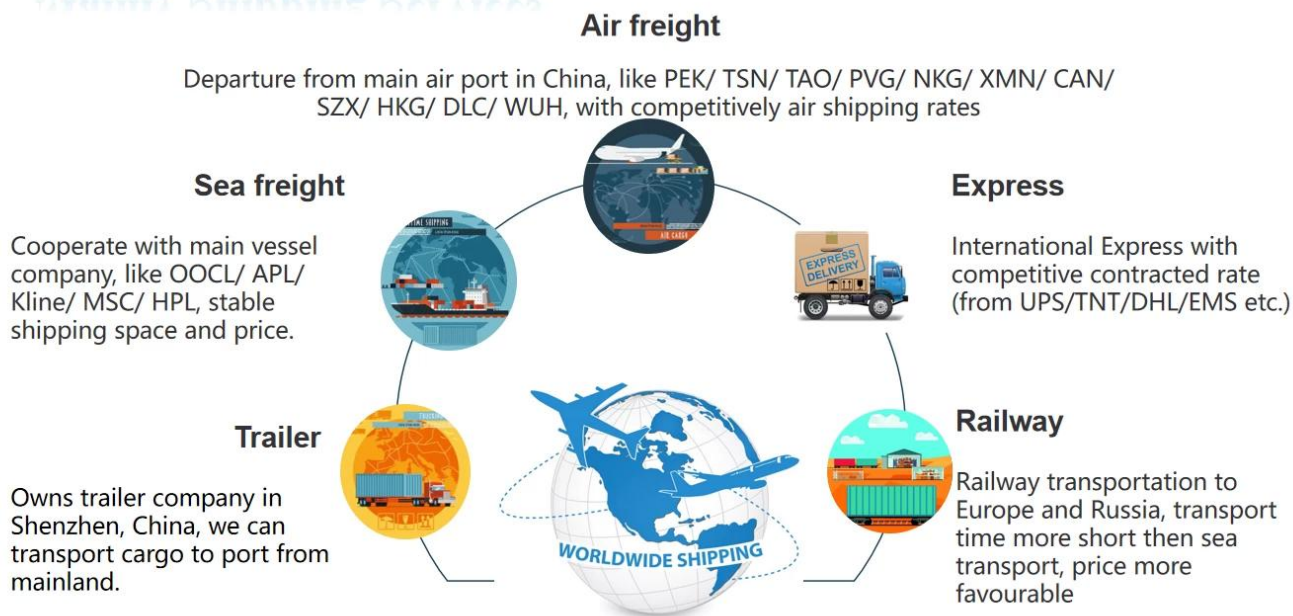 Air freight
Departure from main air port in China, like PEK/ TSN/ TAO/ PVG/ NKG/ XMN/ CAN/
SZX/ HKG/ DLC/ WUH, with competitively air shipping rates
Sea freight
Cooperate with main vessel
company, like OOCL/ APL/
Kline/ MSC/ HPL, stable
shipping space and price.
Express
International Express with
competitive contracted rate
(from UPS/TNT/DHL/EMS etc.)
Trailer
Owns trailer company in
Shenzhen, China, we can
transport cargo to port from
mainland.
Railway
Railway transportation to
Europe and Russia, transport
time more short then sea
transport, price more
favourable
AIR CARGO
SHIPPING
EXPRESS
DELIVERY
WORLDWIDE SHIPPING